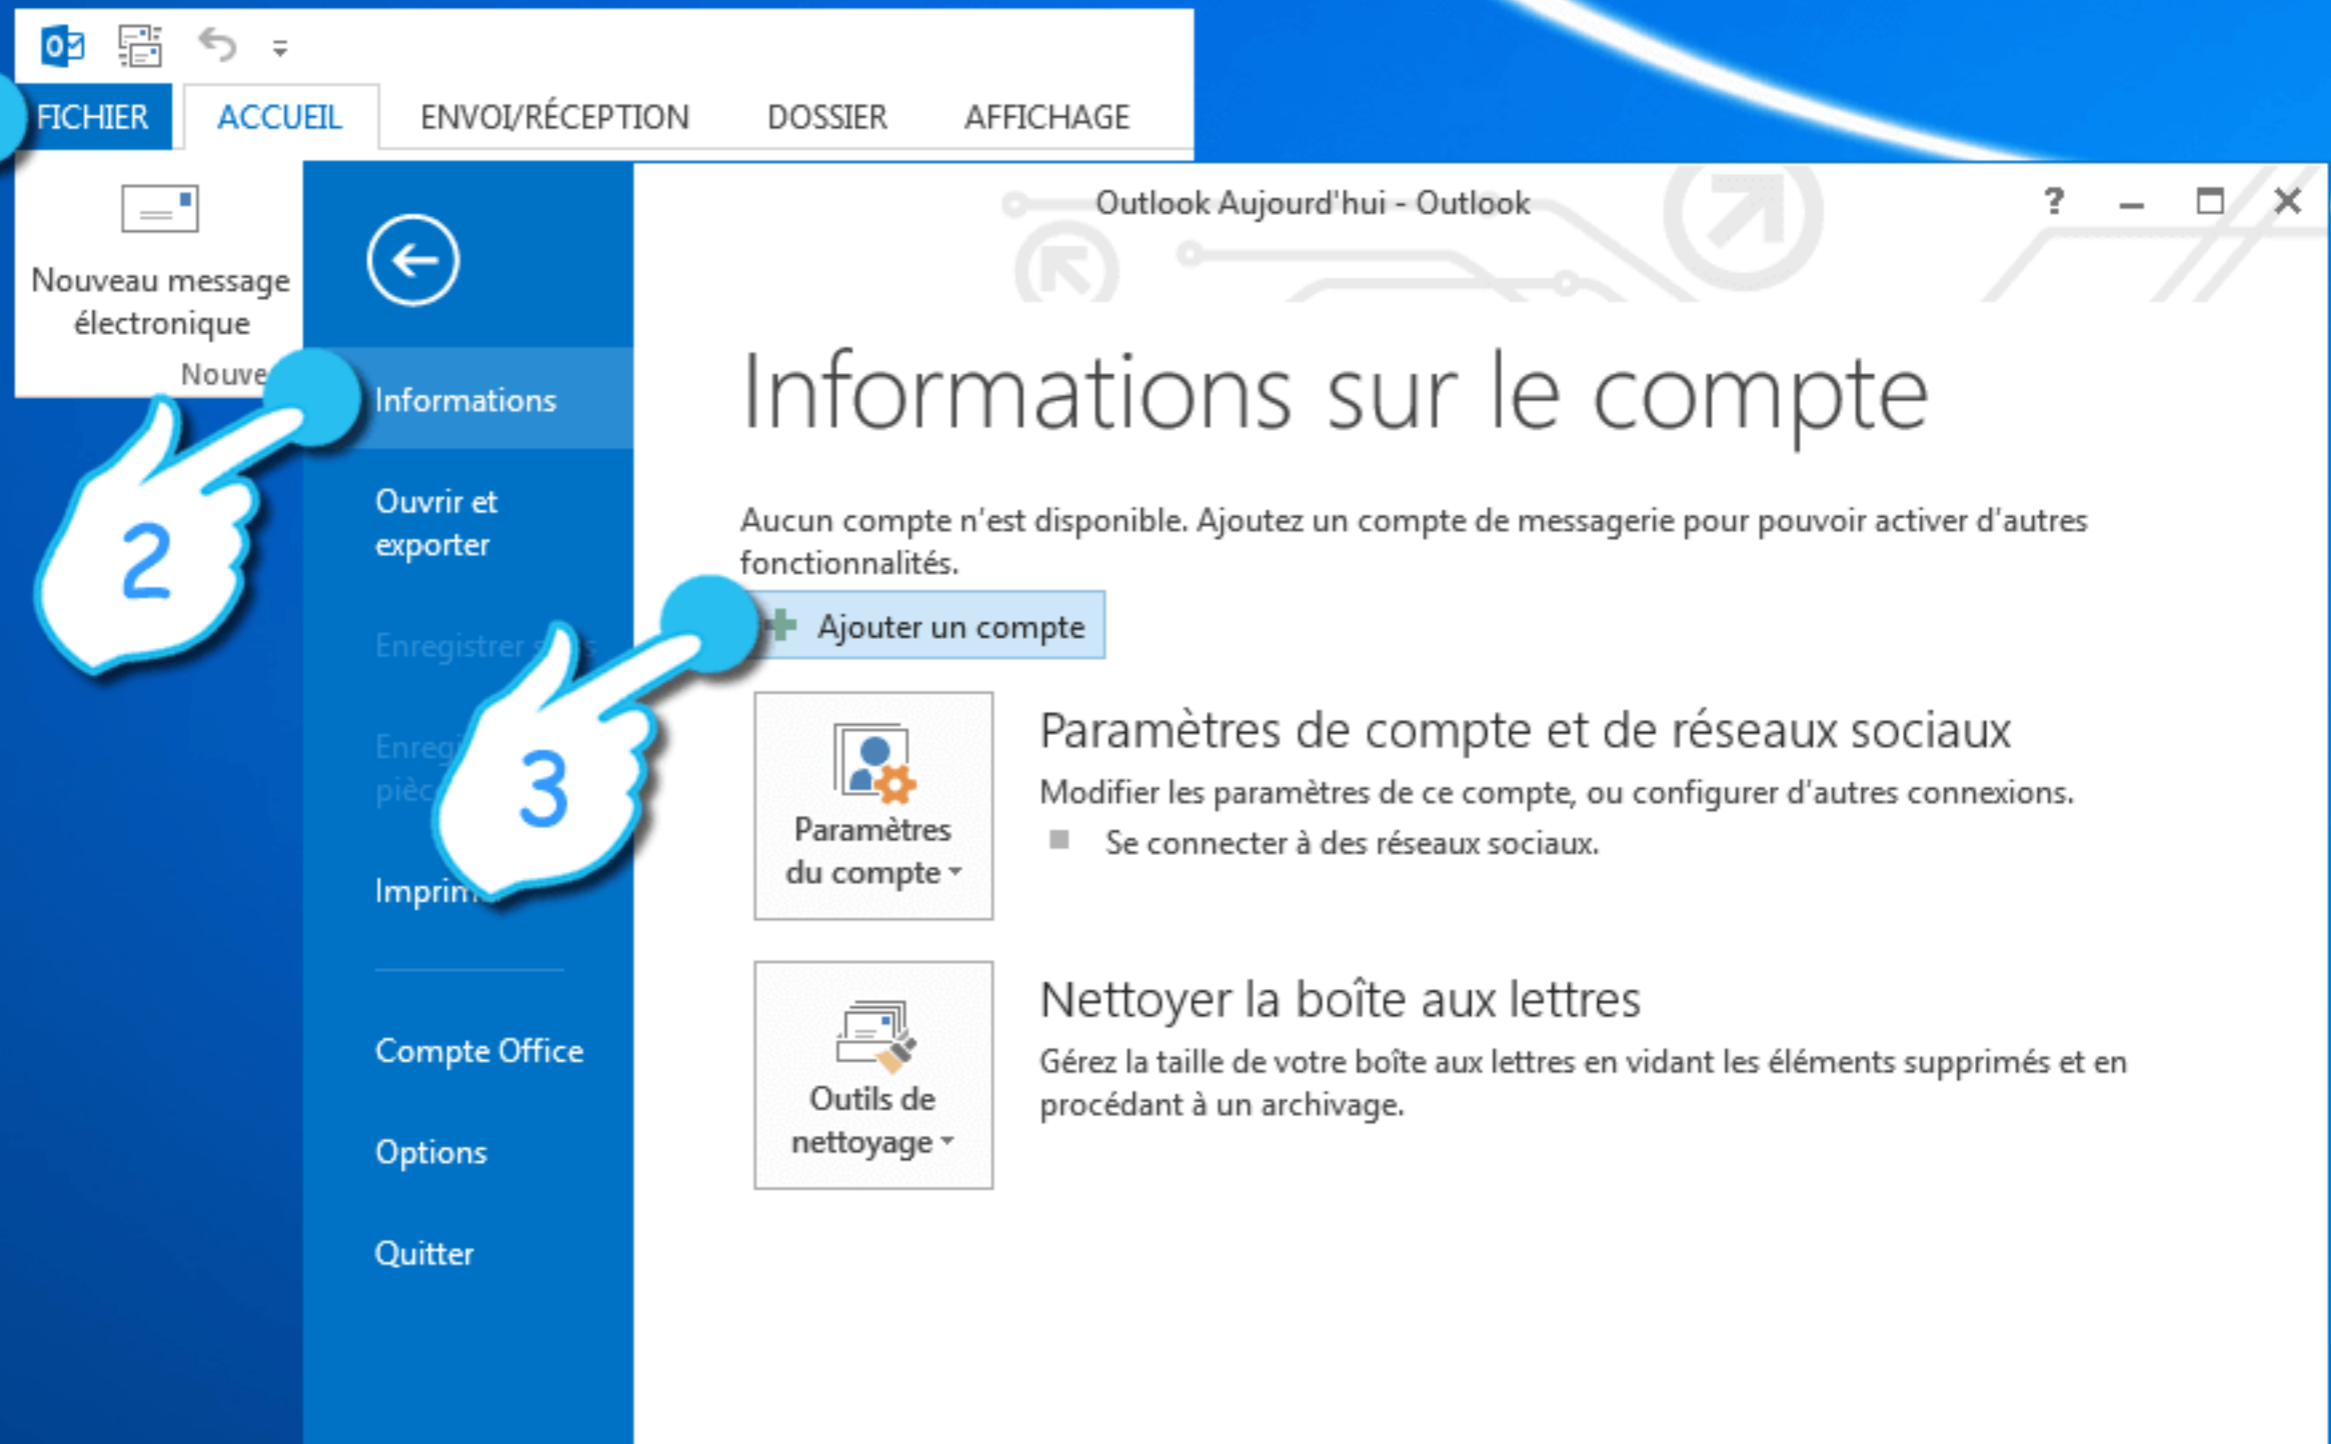 FICHIER ACCUEIL ENVOI/RÉCEPTION DOSSIER AFFICHAGE
Nouveau message
électronique
Outlook Aujourd'hui - Outlook
?
Informations
Ouvrir et
exporter
Enregistrer
Compte Office
Options
Quitter
2
3
Informations sur le compte
Aucun compte n'est disponible. Ajoutez un compte de messagerie pour pouvoir activer d'autres
fonctionnalités.
Ajouter un compte
Paramètres
du compte
Paramètres de compte et de réseaux sociaux
Modifier les paramètres de ce compte, ou configurer d'autres connexions.
Se connecter à des réseaux sociaux.
Outils de
nettoyage
Nettoyer la boîte aux lettres
Gérez la taille de votre boîte aux lettres en vidant les éléments supprimés et en
procédant à un archivage.